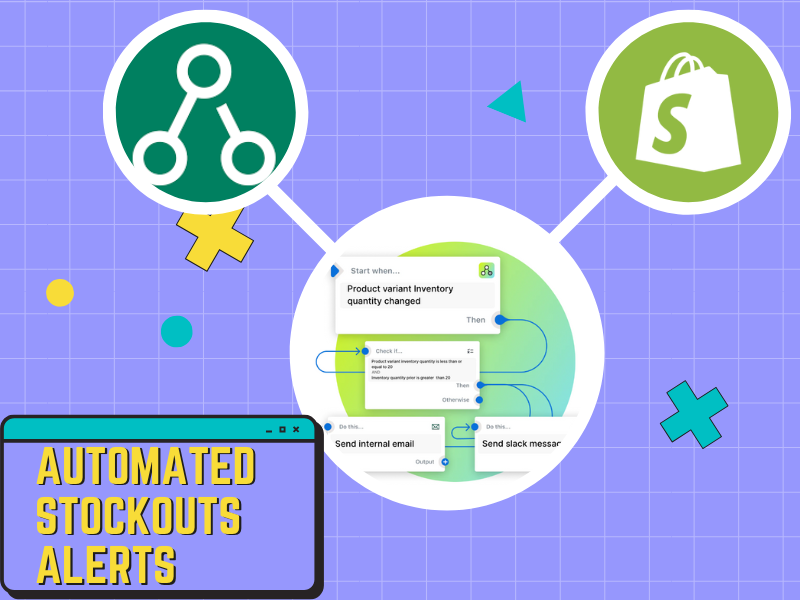 Start when...
Product variant Inventory
quantity changed
Then
Check if...
Product variant inventory quantity is less than or
equal to 20
AND
Inventory quantity prior is greater than 20
Then
Otherwise
Do this...
Send internal email
Output
Do this...
Send slack messag
S
AUTOMATED
STOCKOUTS
ALERTS